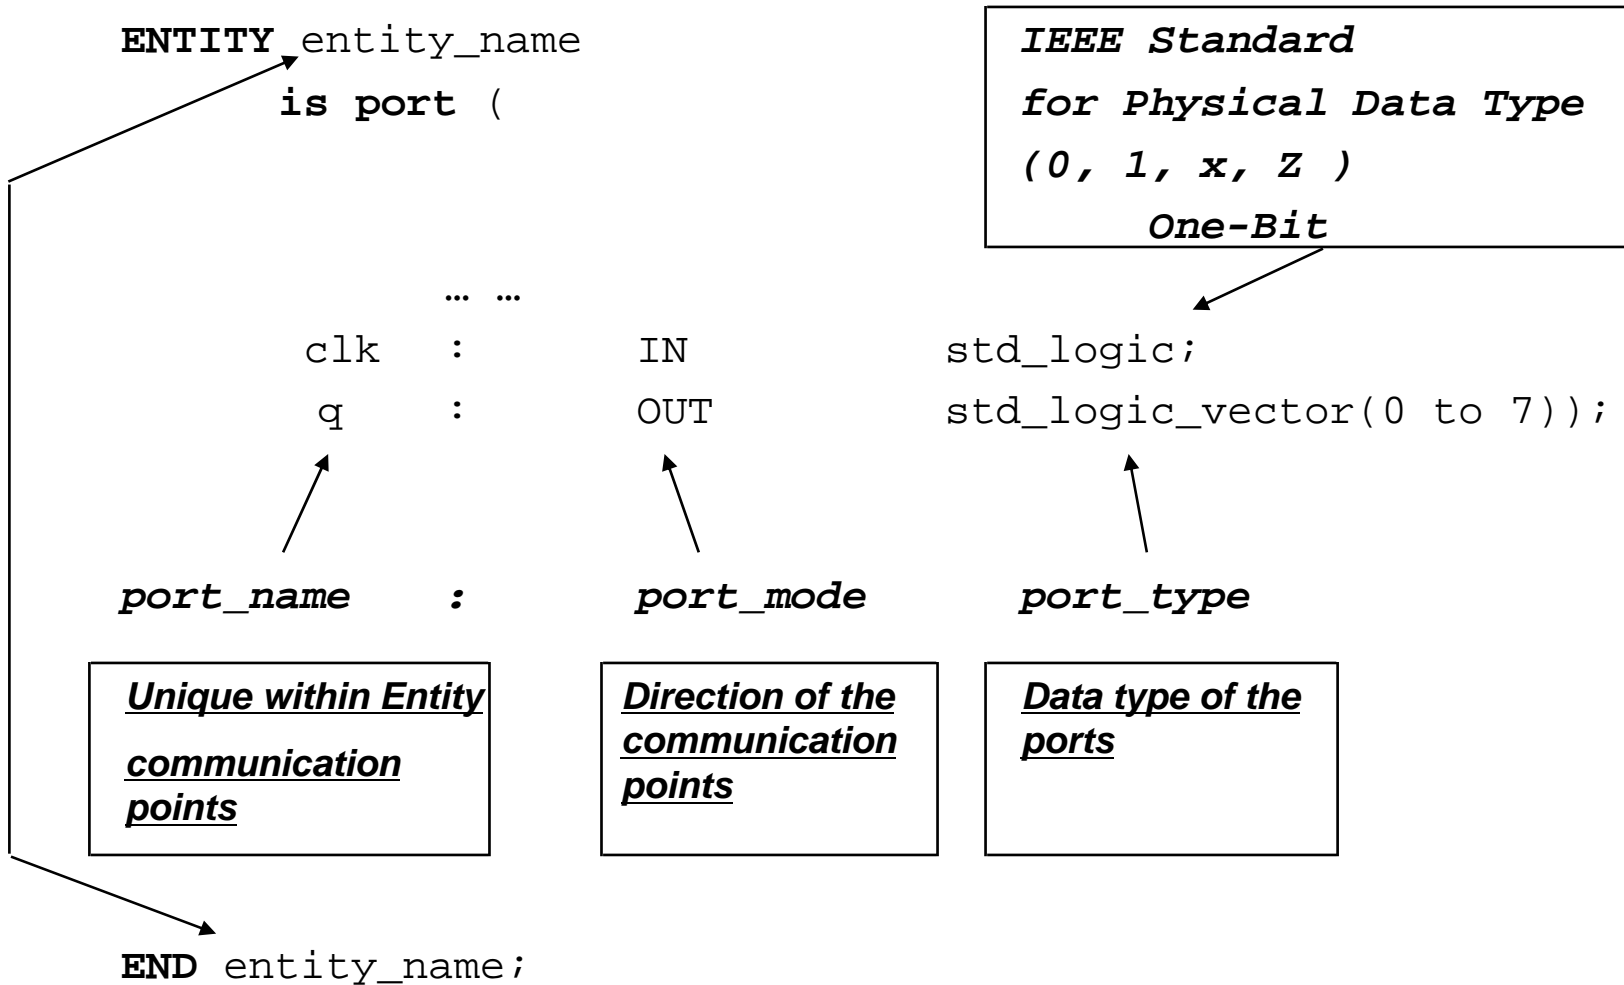 ENTITY entity_name
is port (
IEEE Standard
for Physical Data Type
(0, 1, x, Z )
One-Bit
… …
clk : IN std_logic;
q : OUT std_logic_vector(0 to 7));
port_name : port_mode port_type
Unique within Entity
communication
points
Direction of the
communication
points
Data type of the
ports
END entity_name;